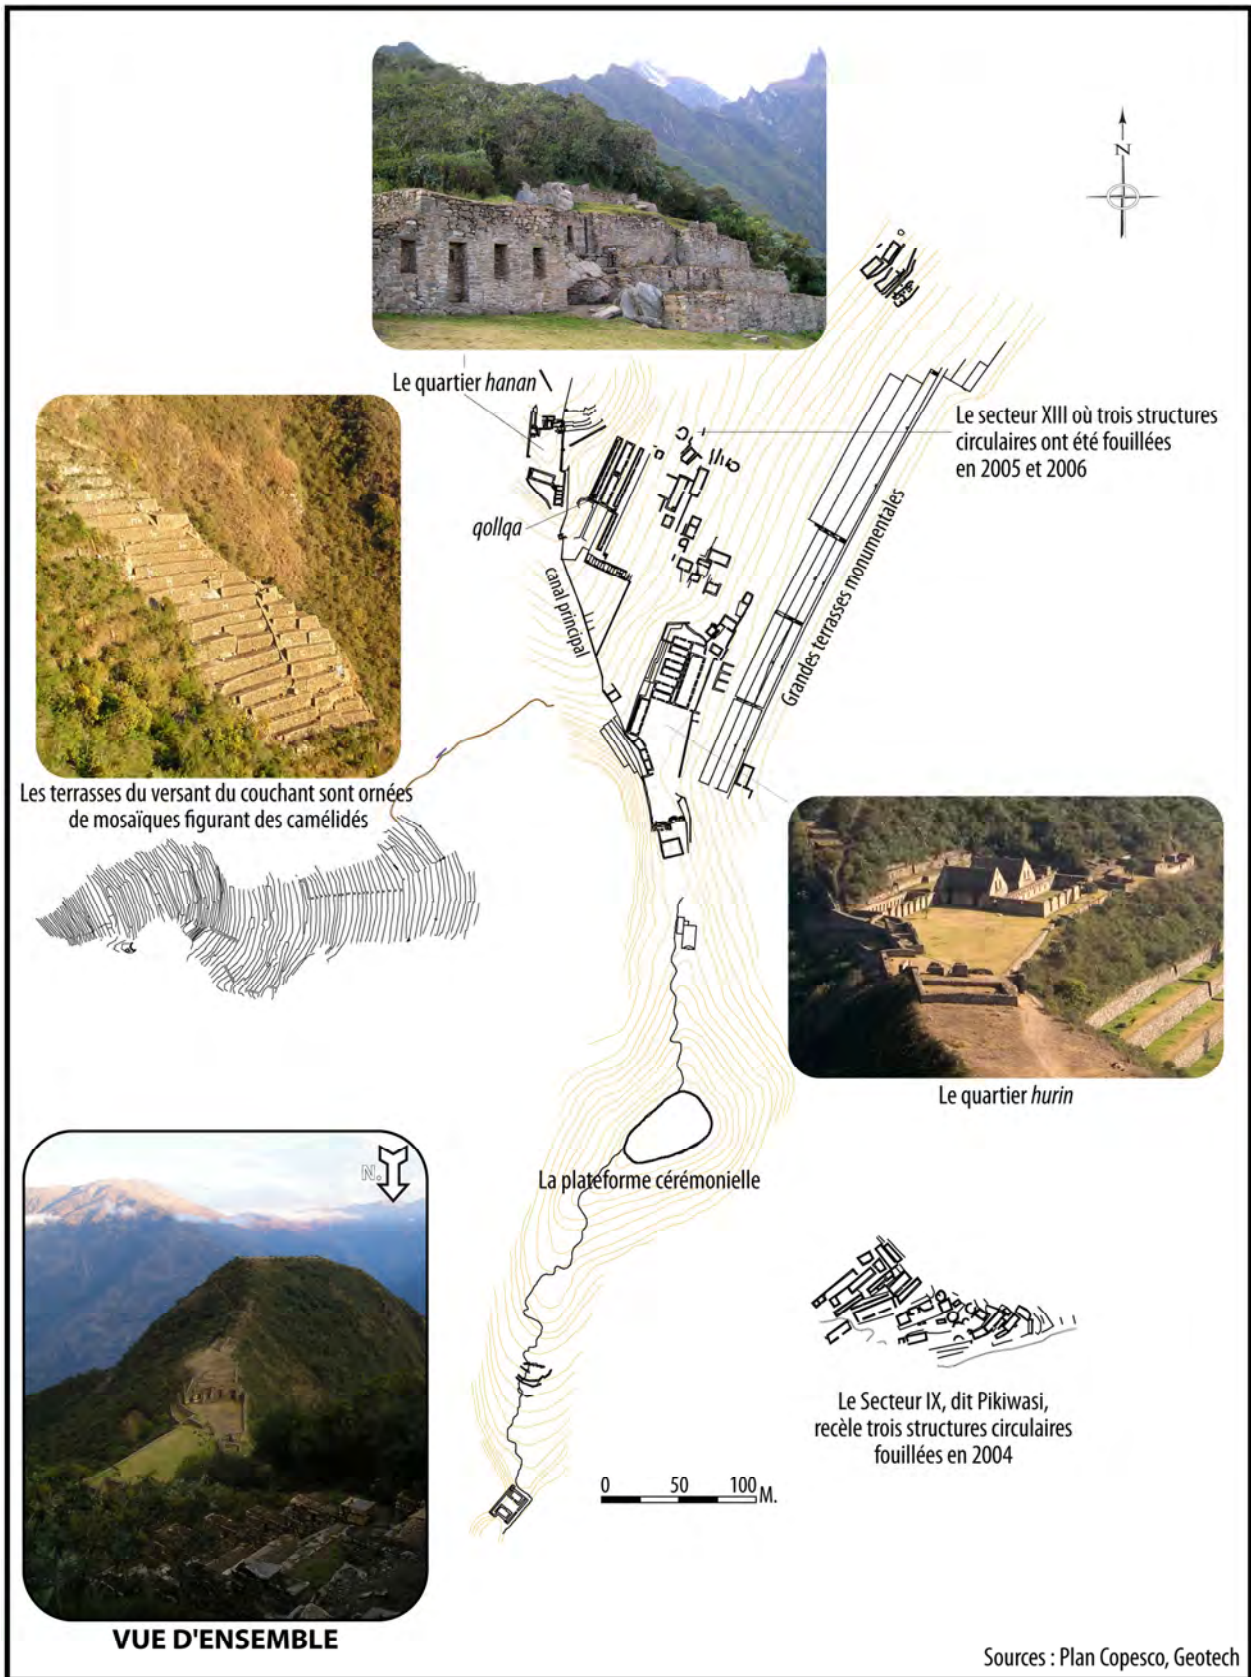 N
Le quartier hanan
Le secteur XIII où trois structures
circulaires ont été fouillées
en 2005 et 2006
qollqa
canal principal
Grandes terrasses monumentales
Les terrasses du versant du couchant sont ornées
de mosaïques figurant des camélidés
Le quartier hurin
N.
La plateforme cérémonielle
Le Secteur IX, dit Pikiwasi,
recèle trois structures circulaires
fouillées en 2004
0 50 100 M.
VUE D'ENSEMBLE
Sources : Plan Copesco, Geotech